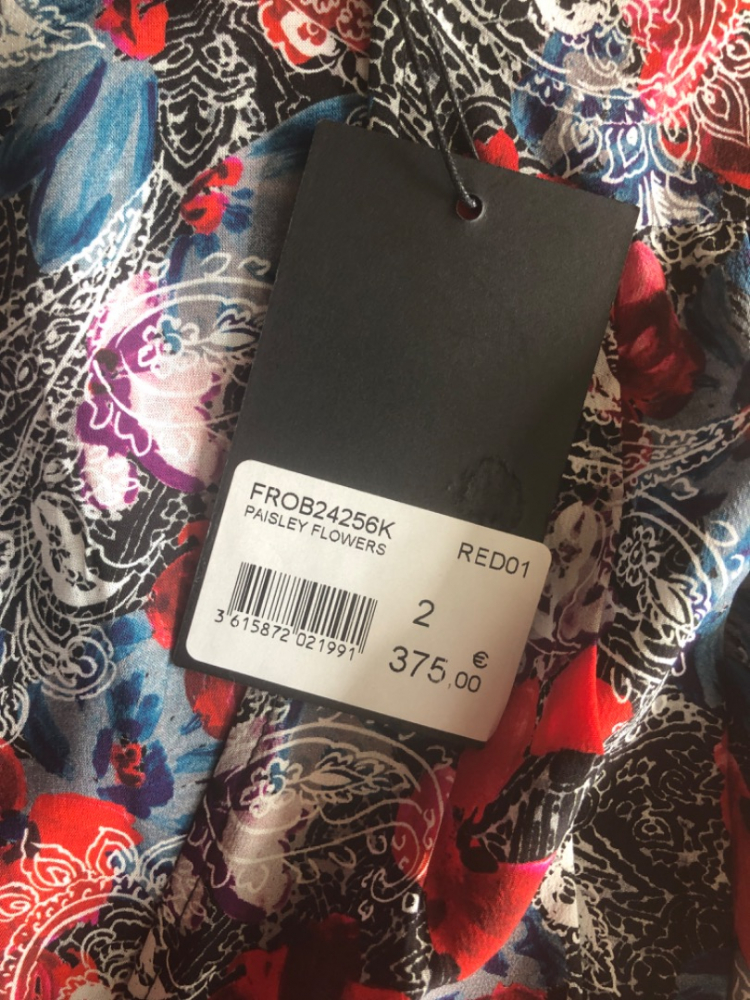 FROB24256K
PAISLEY FLOWERS
RED01
2
3 615872 021991
375,00 €